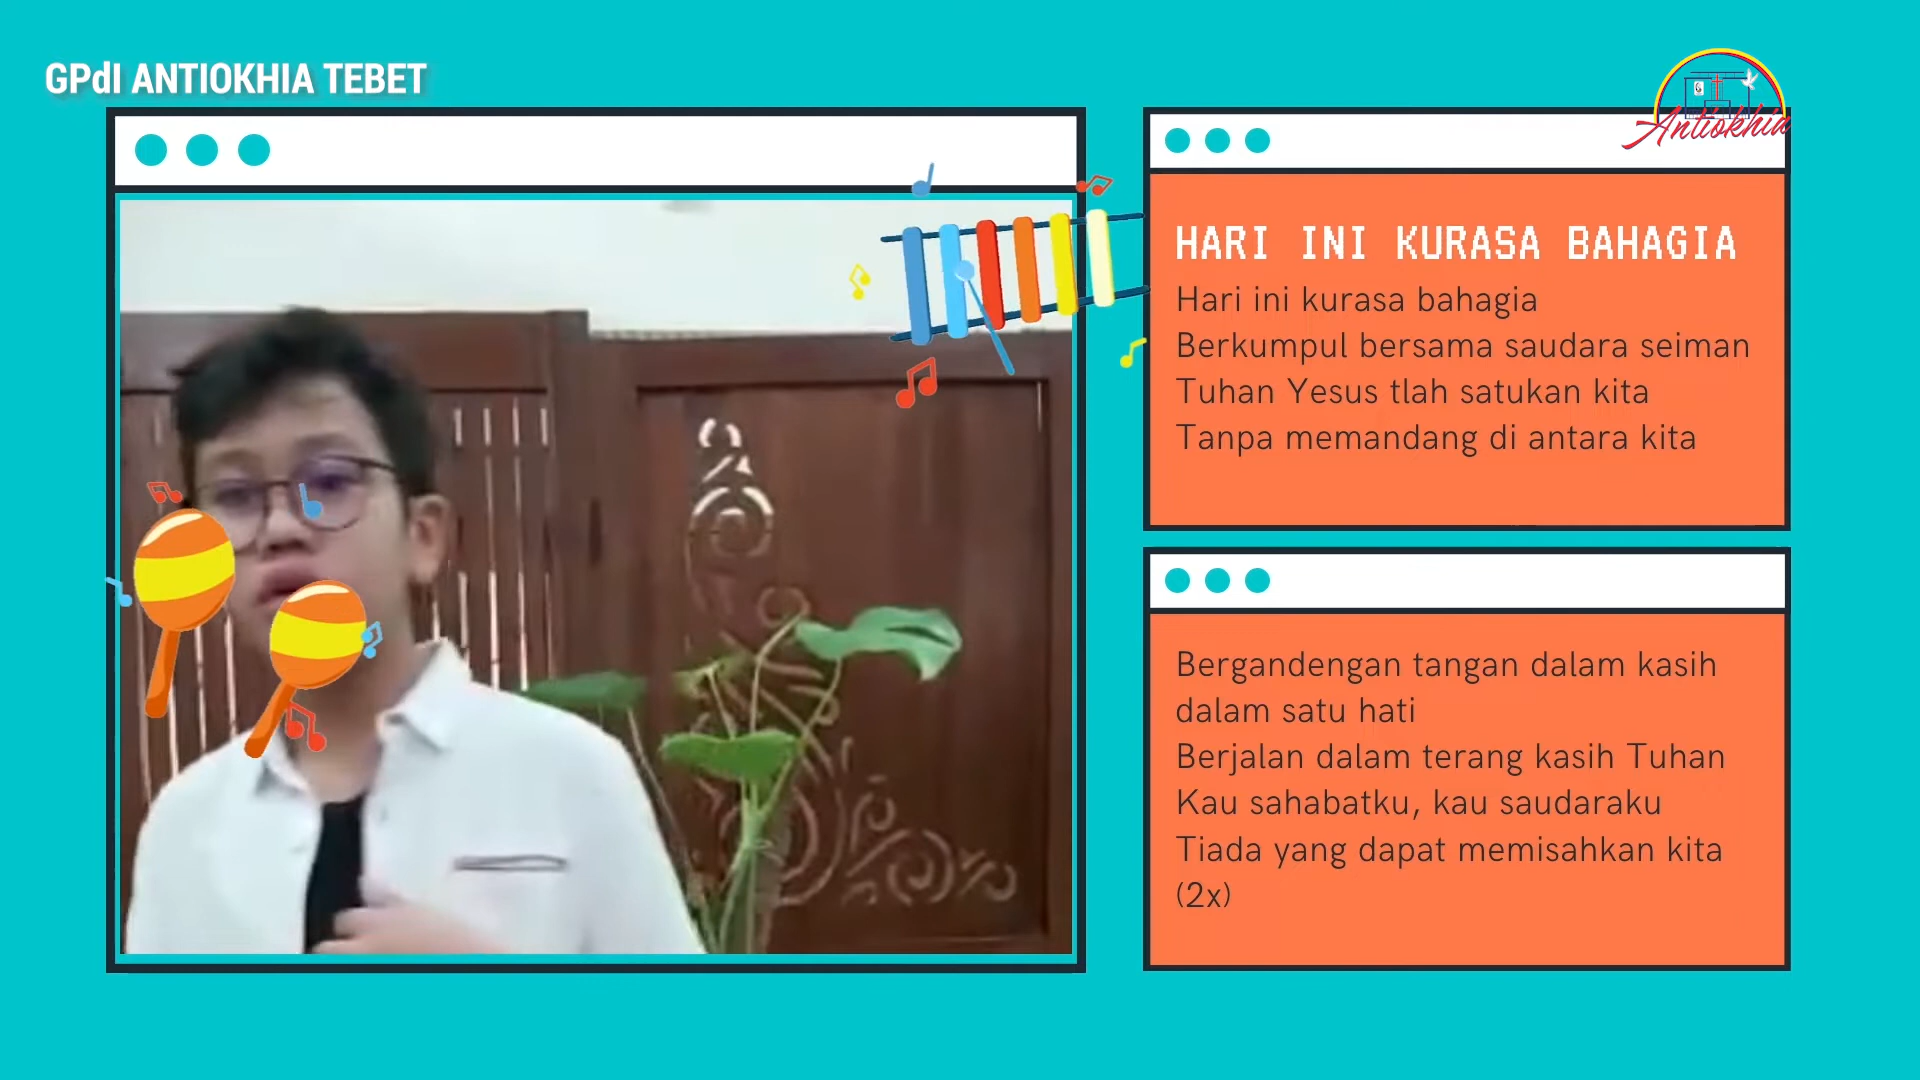 GPdI ANTIOKHIA TEBET
Antiokhia
HARI INI KURASA BAHAGIA
Hari ini kurasa bahagia
Berkumpul bersama saudara seiman
Tuhan Yesus tlah satukan kita
Tanpa memandang di antara kita
Bergandengan tangan dalam kasih
dalam satu hati
Berjalan dalam terang kasih Tuhan
Kau sahabatku, kau saudaraku
Tiada yang dapat memisahkan kita
(2x)